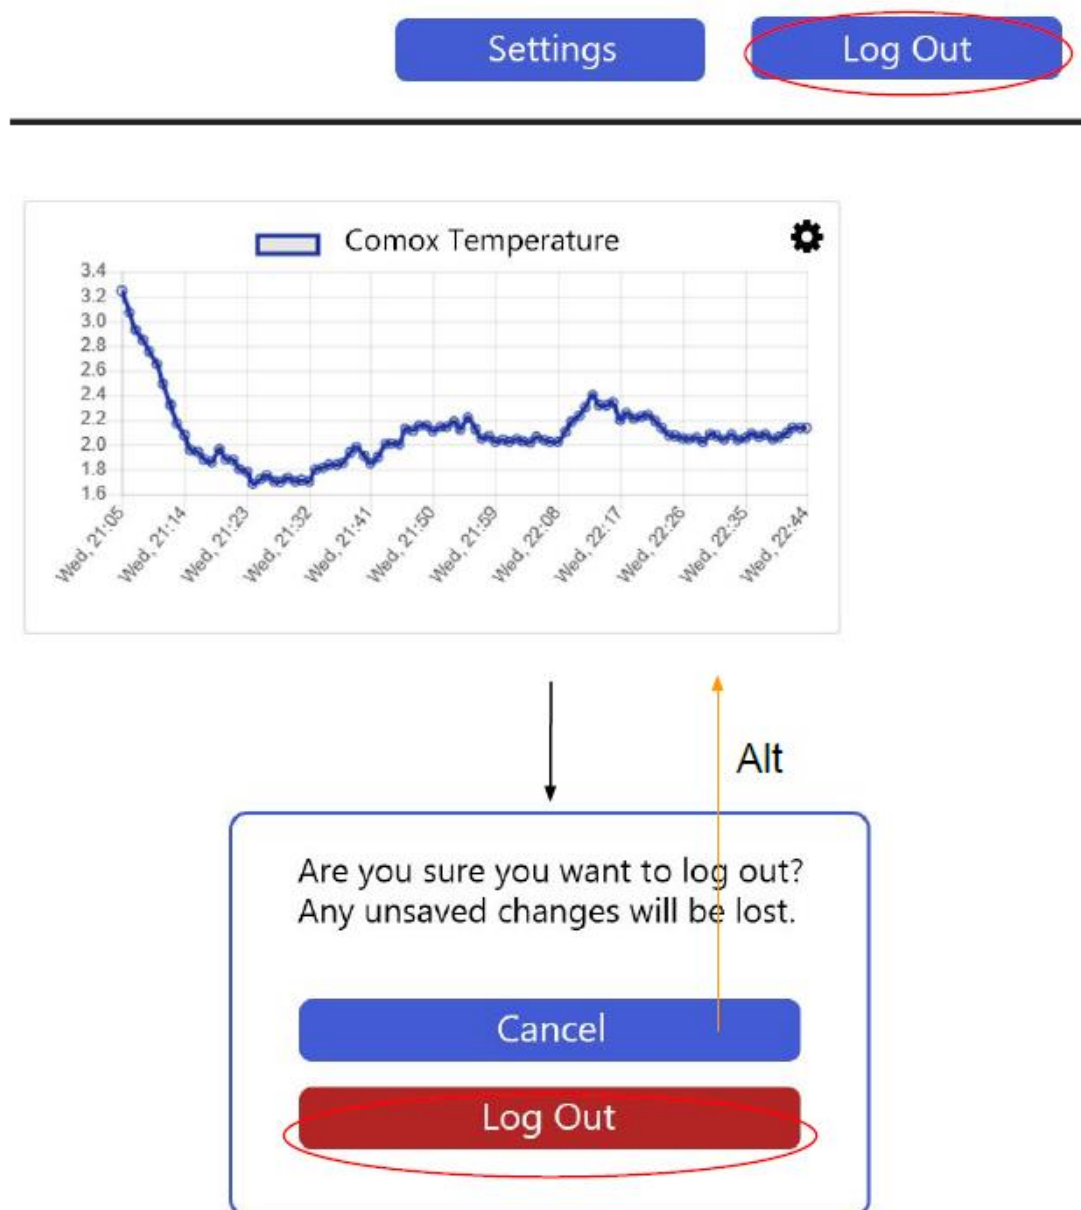 Settings
Log Out
Comox Temperature
3.4
3.2
3.0
2.8
2.6
2.4
2.2
2.0
1.8
1.6
Wed, 21:05
Wed, 21:14
Wed, 21:23
Wed, 21:32
Wed, 21:41
Wed, 21:50
Wed, 21:59
Wed, 22:08
Wed, 22:17
Wed, 22:26
Wed, 22:35
Wed, 22:44
Alt
Are you sure you want to log out?
Any unsaved changes will be lost.
Cancel
Log Out